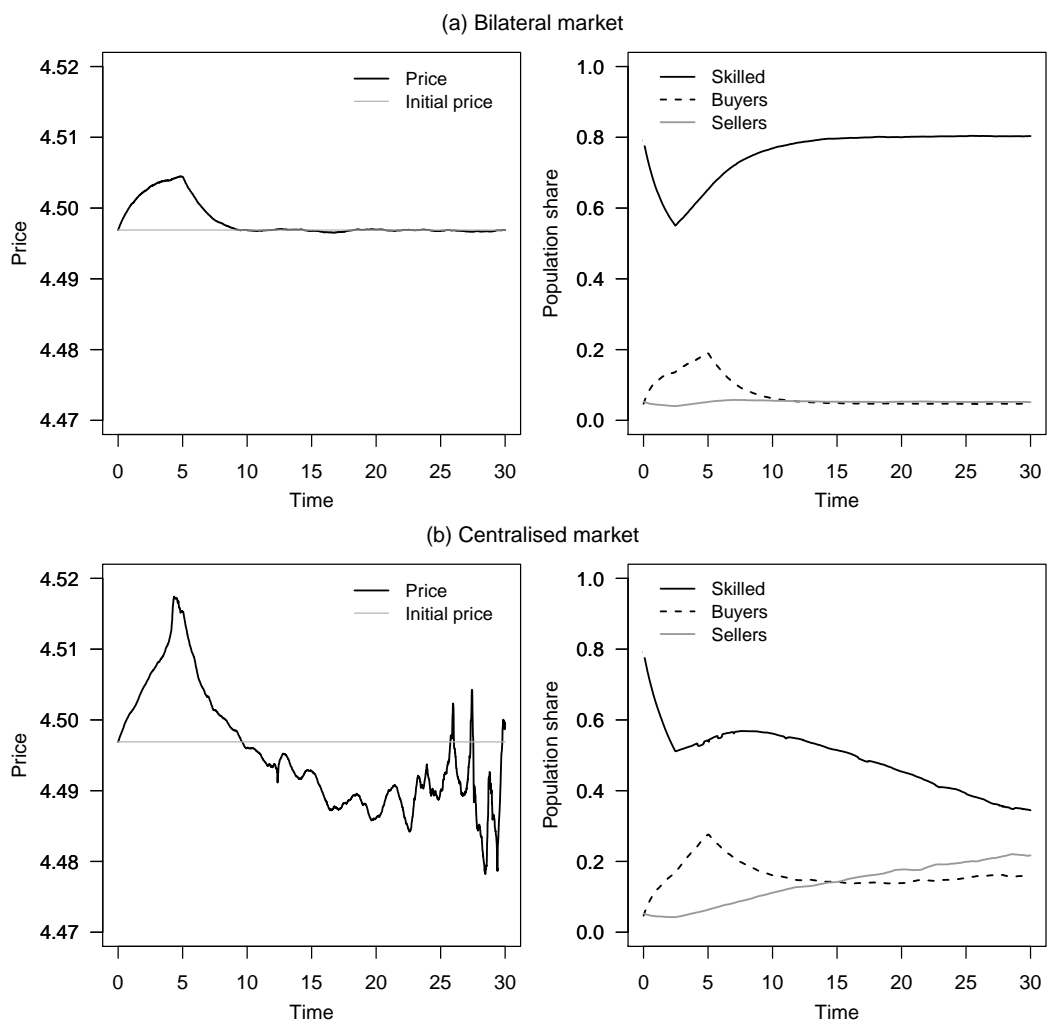 (a) Bilateral market
Price
4.52
4.51
4.50
4.49
4.48
4.47
Price
Initial price
0 5 10 15 20 25 30
Time
Population share
1.0
0.8
0.6
0.4
0.2
0.0
Skilled
Buyers
Sellers
0 5 10 15 20 25 30
Time
(b) Centralised market
Price
4.52
4.51
4.50
4.49
4.48
4.47
Price
Initial price
0 5 10 15 20 25 30
Time
Population share
1.0
0.8
0.6
0.4
0.2
0.0
Skilled
Buyers
Sellers
0 5 10 15 20 25 30
Time